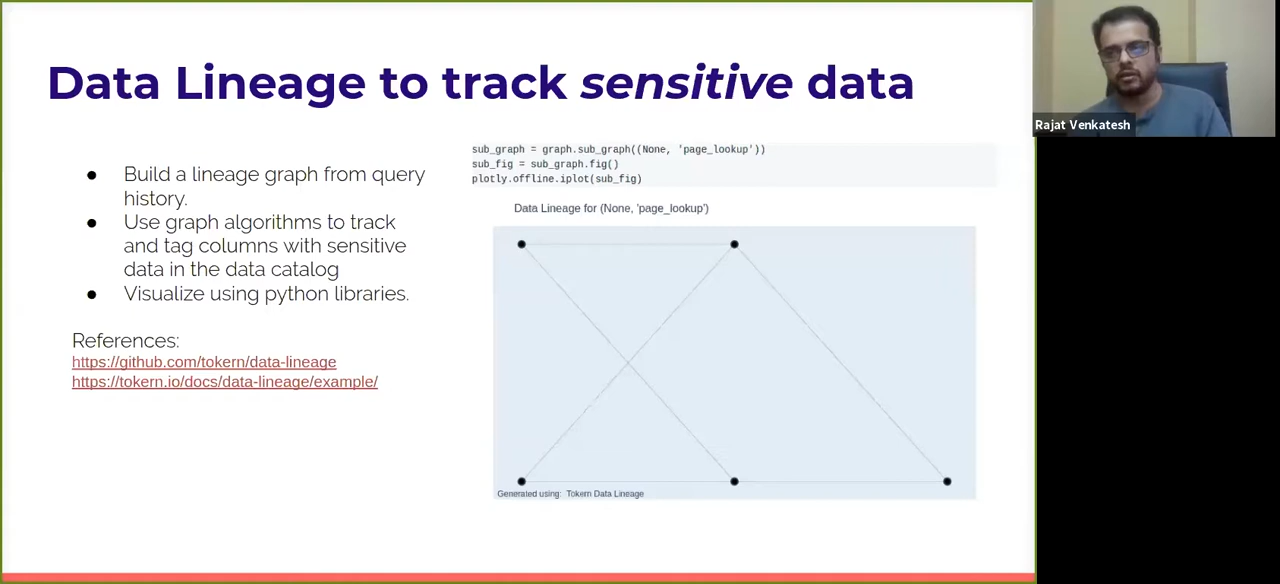 Data Lineage to track sensitive data
● Build a lineage graph from query
history.
● Use graph algorithms to track
and tag columns with sensitive
data in the data catalog
● Visualize using python libraries.
References:
https://github.com/tokern/data-lineage
https://tokern.io/docs/data-lineage/example/
sub_graph = graph.sub_graph((None, 'page_lookup'))
sub_fig = sub_graph.fig()
plotly.offline.iplot(sub_fig)
Data Lineage for (None, 'page_lookup')
Generated using: Tokern Data Lineage
Rajat Venkatesh